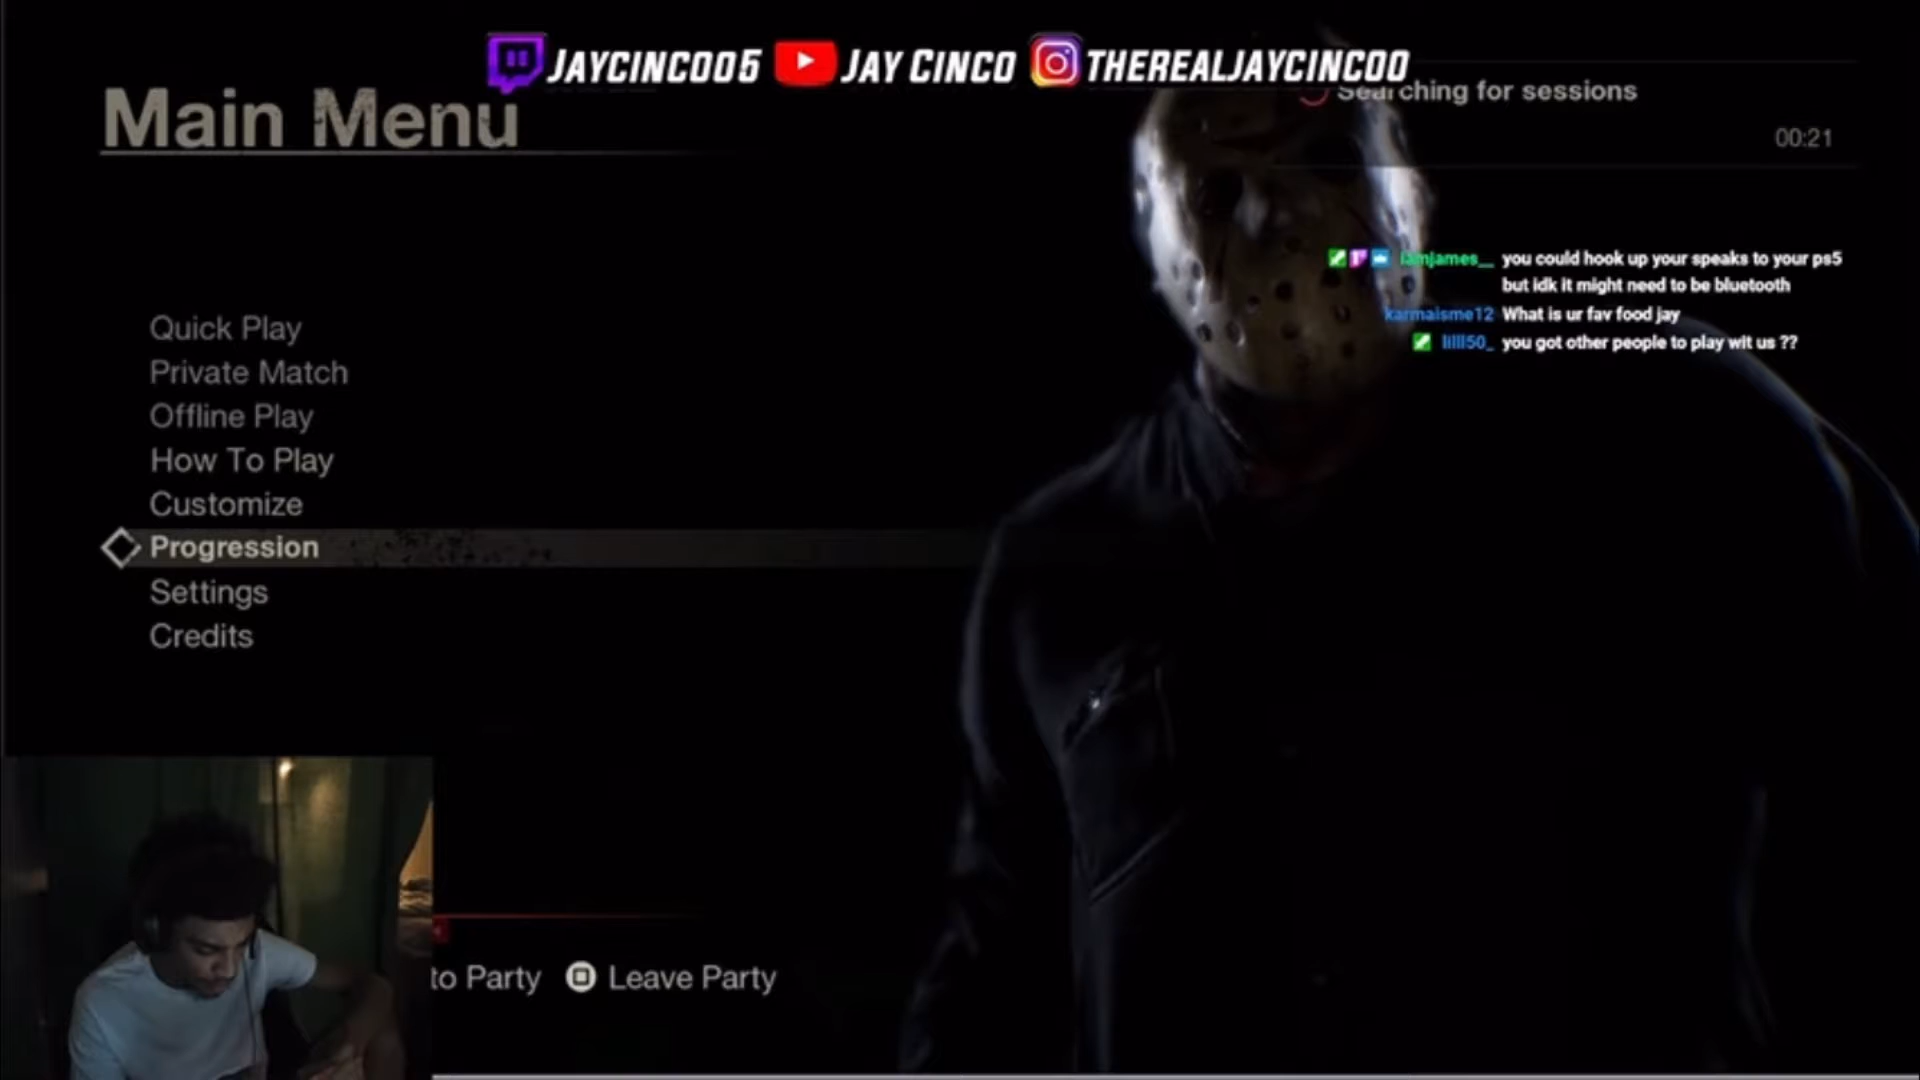 JAYCINCO05 JAY CINCO THEREALJAYCINCOO
Main Menu
Searching for sessions
00:21
iamjames__ you could hook up your speaks to your ps5
but idk it might need to be bluetooth
karmaisme12 What is ur fav food jay
lilll50_ you got other people to play wit us ??
Quick Play
Private Match
Offline Play
How To Play
Customize
Progression
Settings
Credits
to Party Leave Party